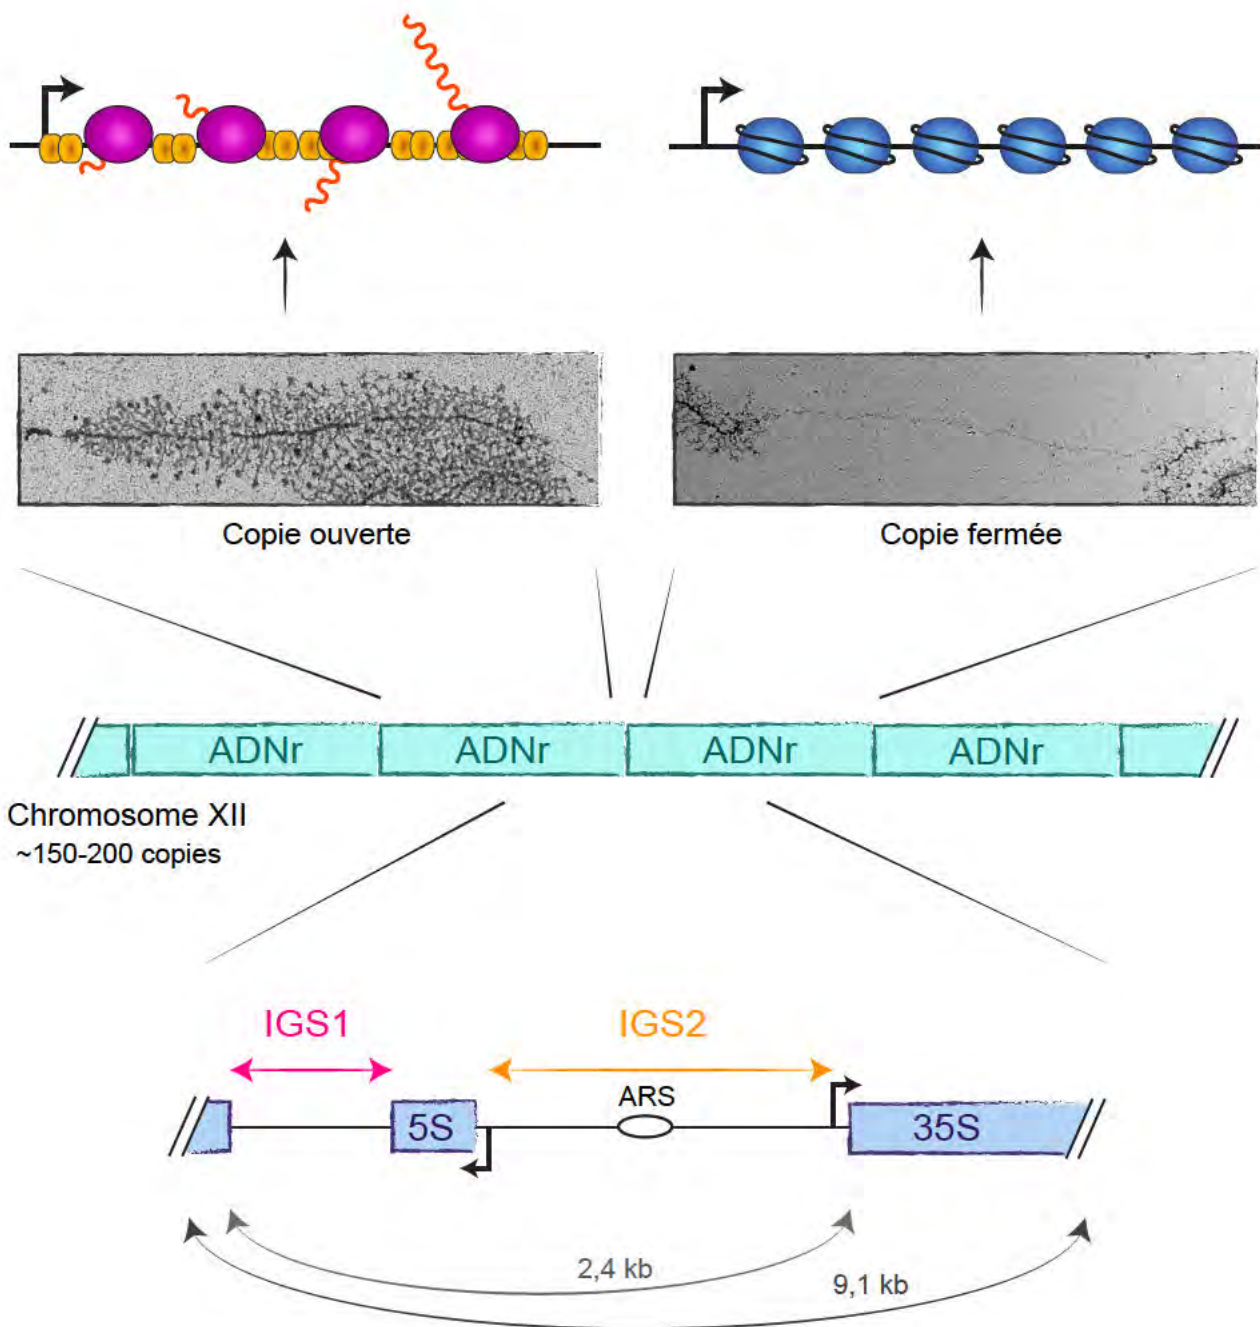 Copie ouverte
Copie fermée
ADNr
ADNr
ADNr
ADNr
Chromosome XII
~150-200 copies
IGS1
IGS2
ARS
5S
35S
2,4 kb
9,1 kb